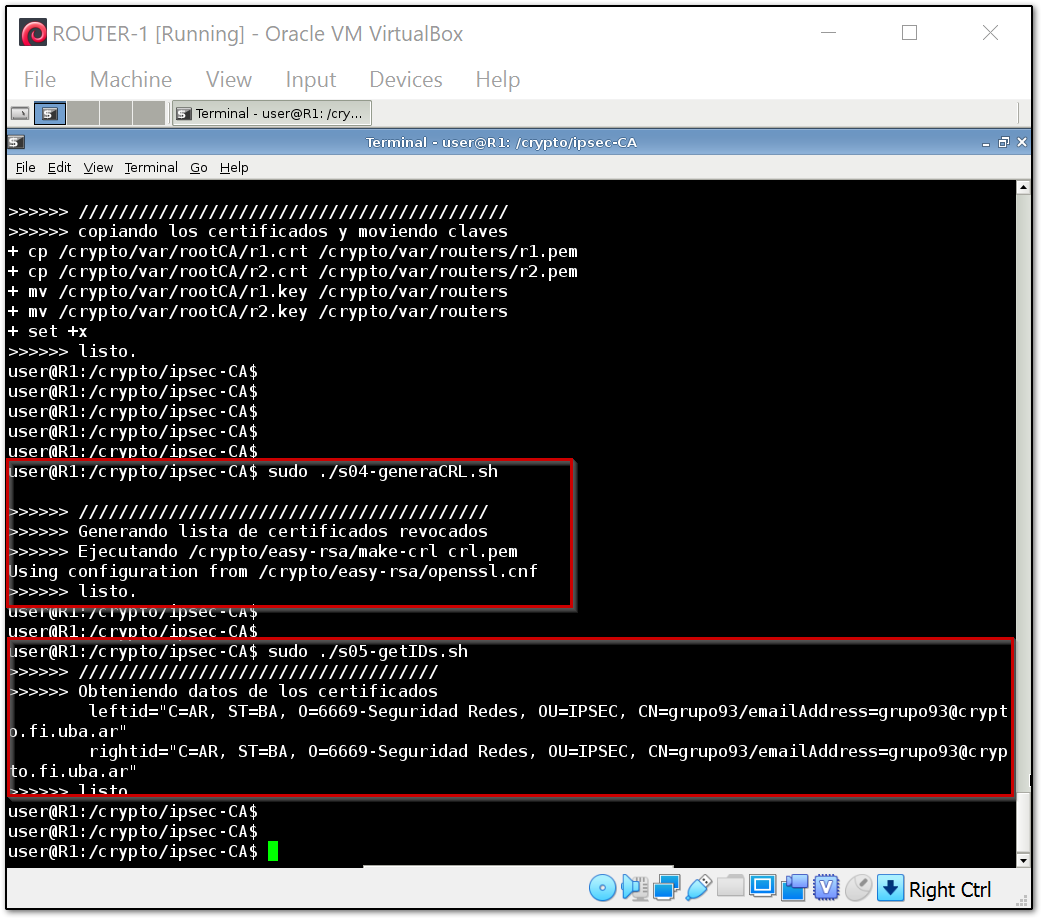 ROUTER-1 [Running] - Oracle VM VirtualBox
File Machine View Input Devices Help
Terminal - user@R1: /cry...
Terminal - user@R1: /crypto/ipsec-CA
File Edit View Terminal Go Help
>>>>>> ///////////////////////////////////////////
>>>>>> copiando los certificados y moviendo claves
+ cp /crypto/var/rootCA/r1.crt /crypto/var/routers/r1.pem
+ cp /crypto/var/rootCA/r2.crt /crypto/var/routers/r2.pem
+ mv /crypto/var/rootCA/r1.key /crypto/var/routers
+ mv /crypto/var/rootCA/r2.key /crypto/var/routers
+ set +x
>>>>>> listo.
user@R1:/crypto/ipsec-CA$
user@R1:/crypto/ipsec-CA$
user@R1:/crypto/ipsec-CA$
user@R1:/crypto/ipsec-CA$
user@R1:/crypto/ipsec-CA$
user@R1:/crypto/ipsec-CA$ sudo ./s04-generaCRL.sh
>>>>>> /////////////////////////////////////////
>>>>>> Generando lista de certificados revocados
>>>>>> Ejecutando /crypto/easy-rsa/make-crl crl.pem
Using configuration from /crypto/easy-rsa/openssl.cnf
>>>>>> listo.
user@R1:/crypto/ipsec-CA$
user@R1:/crypto/ipsec-CA$
user@R1:/crypto/ipsec-CA$ sudo ./s05-getIDs.sh
>>>>>> ////////////////////////////////////
>>>>>> Obteniendo datos de los certificados
leftid="C=AR, ST=BA, O=6669-Seguridad Redes, OU=IPSEC, CN=grupo93/emailAddress=grupo93@crypt
o.fi.uba.ar"
rightid="C=AR, ST=BA, O=6669-Seguridad Redes, OU=IPSEC, CN=grupo93/emailAddress=grupo93@cryp
to.fi.uba.ar"
>>>>>> listo
user@R1:/crypto/ipsec-CA$
user@R1:/crypto/ipsec-CA$
user@R1:/crypto/ipsec-CA$
Right Ctrl